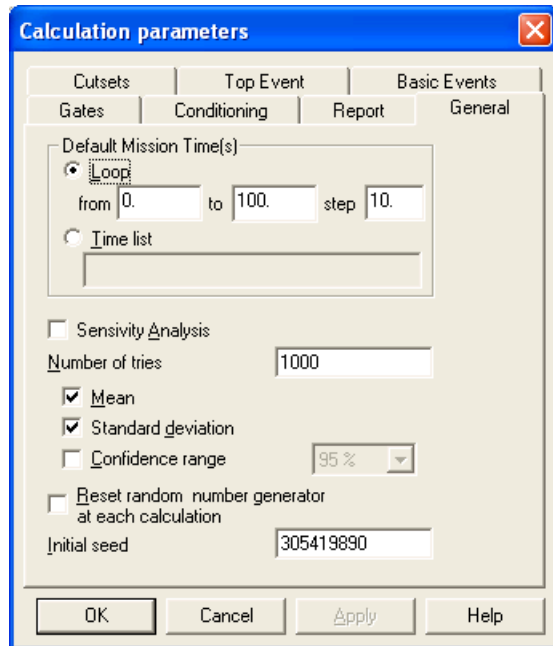 Calculation parameters
Cutsets Top Event Basic Events
Gates Conditioning Report General
Default Mission Time(s)
Loop
from 0. to 100. step 10.
Time list
Sensivity Analysis
Number of tries 1000
Mean
Standard deviation
Confidence range 95 %
Reset random number generator
at each calculation
Initial seed 305419890
OK Cancel Apply Help